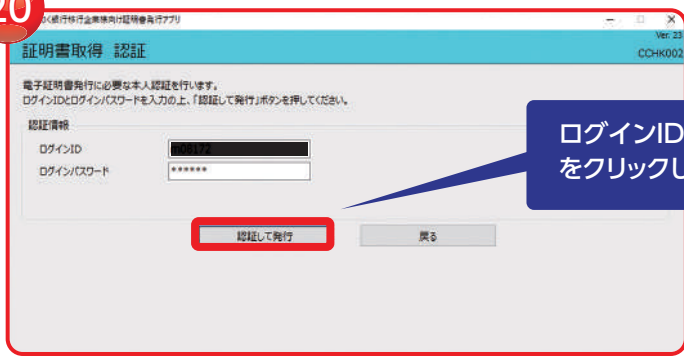 20
く銀行移行企業様向け証明書発行アプリ
Ver. 23
証明書取得 認証
CCHK002
電子証明書発行に必要な本人認証を行います。
ログインIDとログインパスワードを入力の上、「認証して発行」ボタンを押してください。
認証情報
ログインID
ログインパスワード ******
ログインID
をクリックし
認証して発行 戻る